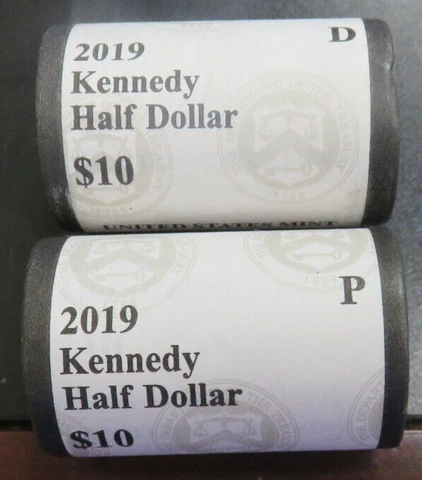 2019 D
Kennedy
Half Dollar
$10
UNITED STATES MINT
2019 P
Kennedy
Half Dollar
$10